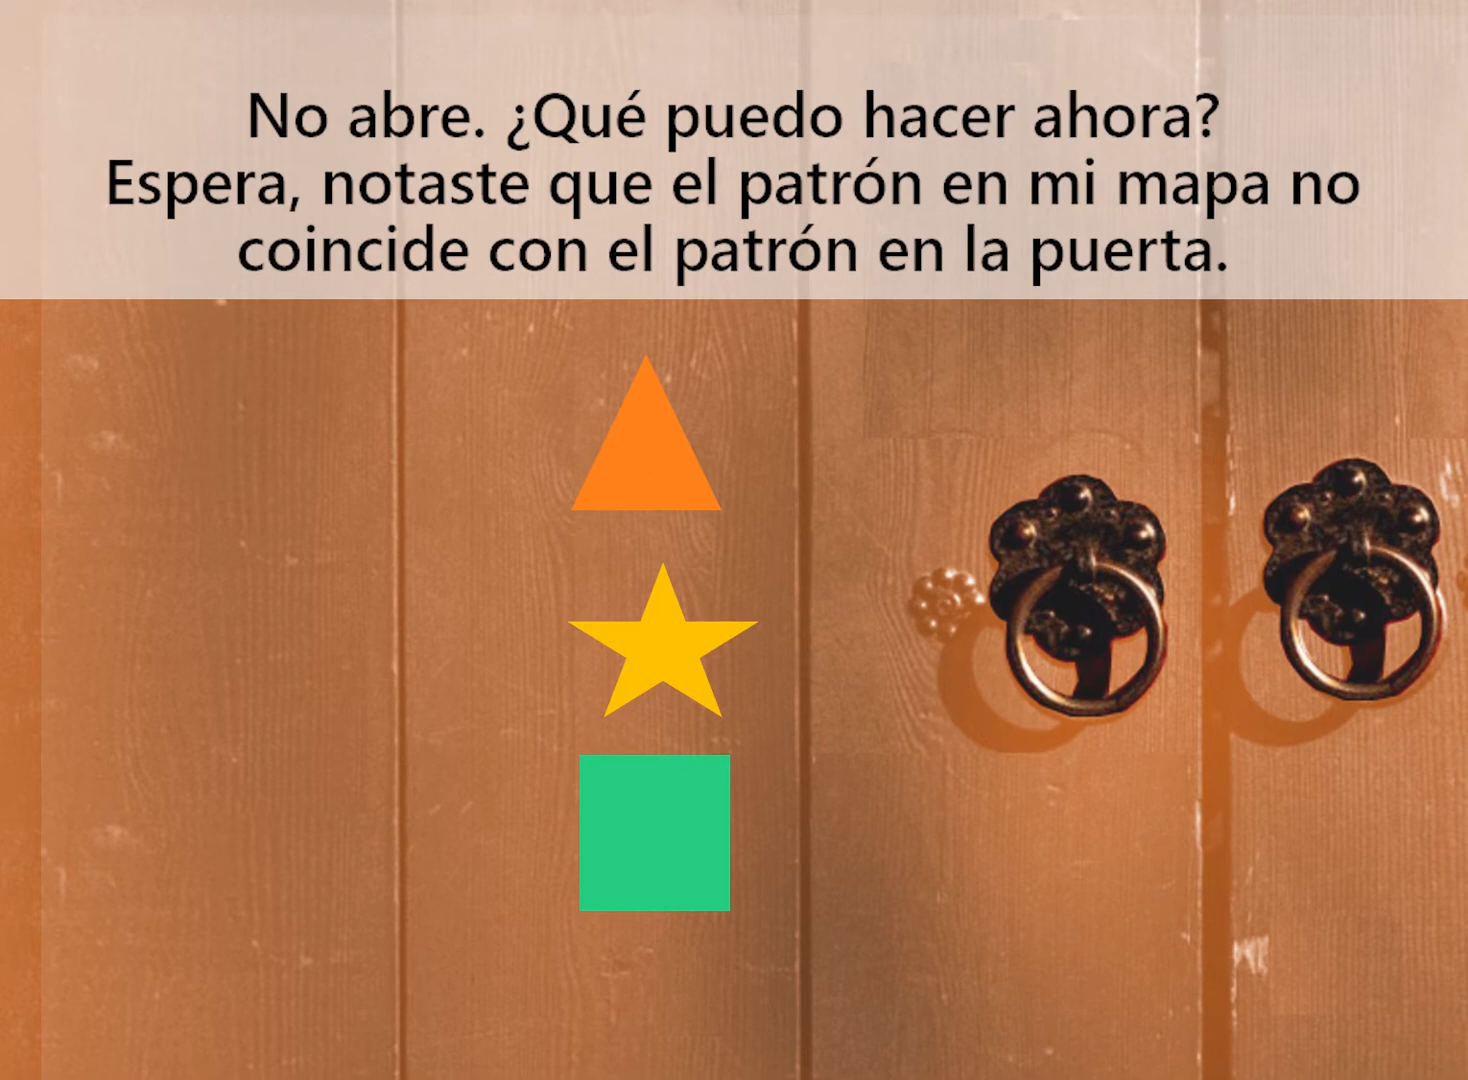 No abre. ¿Qué puedo hacer ahora?
Espera, notaste que el patrón en mi mapa no
coincide con el patrón en la puerta.